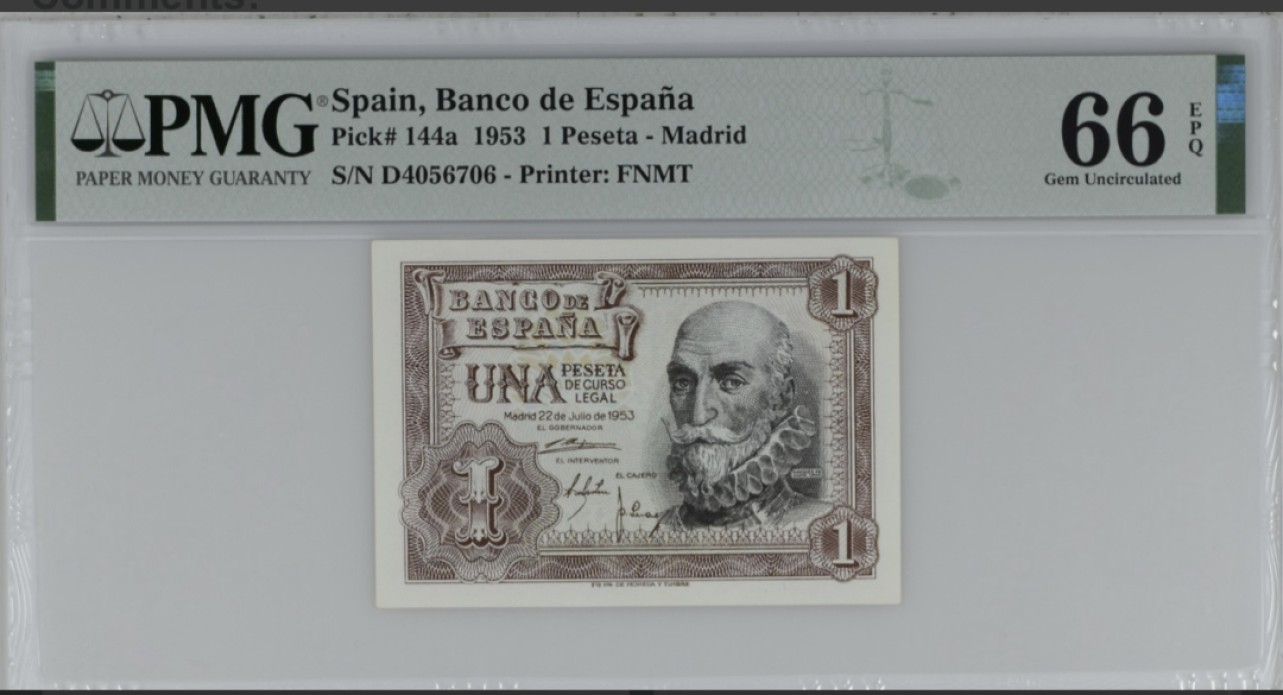 Comments:
PMG® Spain, Banco de España
Pick# 144a 1953 1 Peseta - Madrid
PAPER MONEY GUARANTY S/N D4056706 - Printer: FNMT
66 EPQ
Gem Uncirculated
BANCO DE
ESPAÑA
1
UNA PESETA
DE CURSO
LEGAL
Madrid 22 de Julio de 1953
EL GOBERNADOR
EL INTERVENTOR
EL CAJERO
1
1